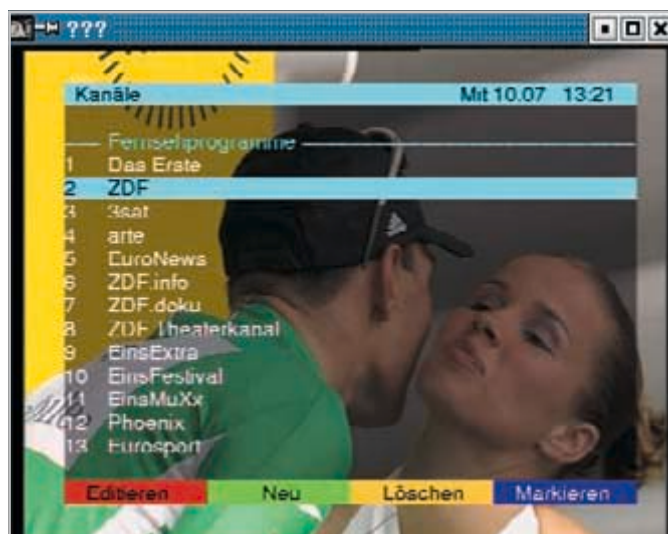 ???
Kanäle Mit 10.07 13:21
Fernsehprogramme
1 Das Erste
2 ZDF
3 3sat
4 arte
5 EuroNews
6 ZDF.info
7 ZDF.doku
8 ZDF Theaterkanal
9 EinsExtra
10 EinsFestival
11 EinsMuXx
12 Phoenix
13 Eurosport
Editieren Neu Löschen Markieren